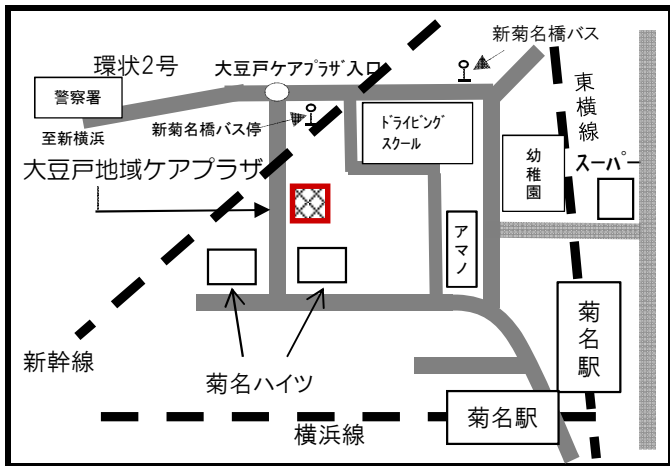 新菊名橋バス
環状2号
大豆戸ケアプラザ入口
警察署
至新横浜
新菊名橋バス停
ドライビング
スクール
東横線
幼稚園
スーパー
大豆戸地域ケアプラザ
アマノ
菊名駅
新幹線
菊名ハイツ
菊名駅
横浜線